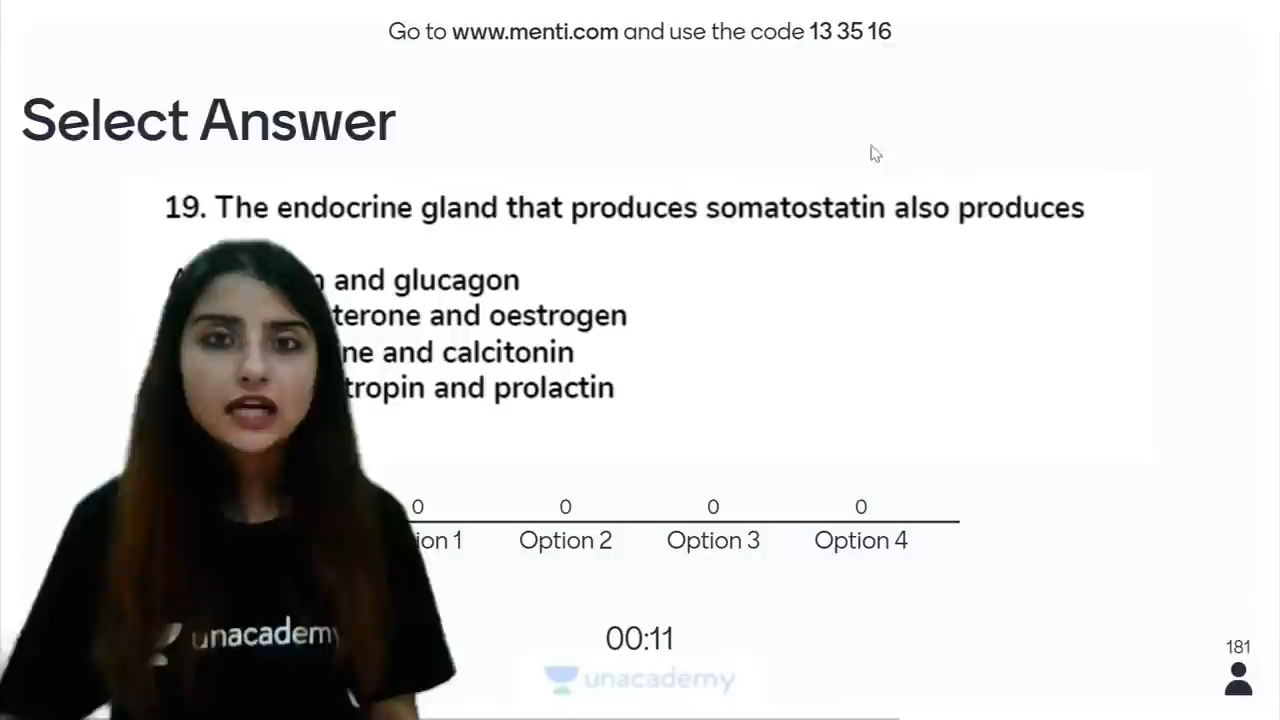 Go to www.menti.com and use the code 13 35 16
Select Answer
19. The endocrine gland that produces somatostatin also produces
and glucagon
terone and oestrogen
ne and calcitonin
tropin and prolactin
0 0 0 0
ion 1 Option 2 Option 3 Option 4
unacademy
00:11
181
unacademy